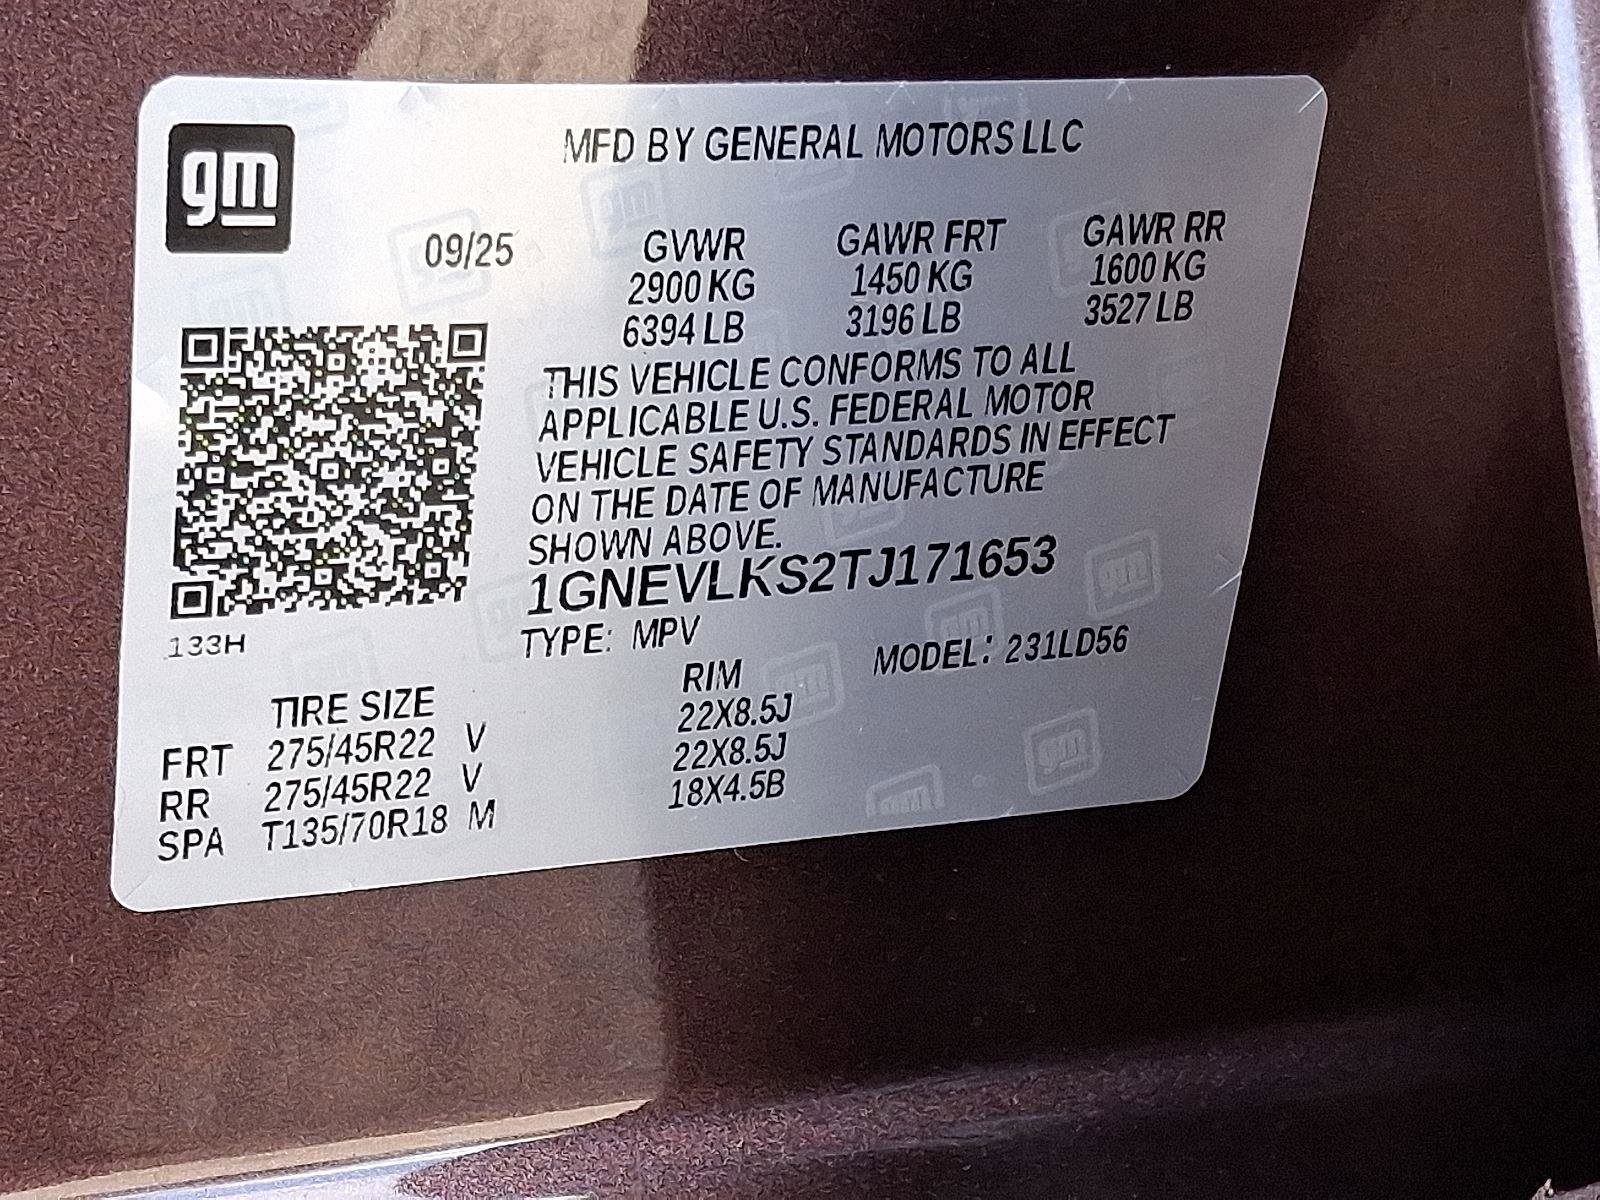 gm
MFD BY GENERAL MOTORS LLC
09/25 GVWR GAWR FRT GAWR RR
2900 KG 1450 KG 1600 KG
6394 LB 3196 LB 3527 LB
THIS VEHICLE CONFORMS TO ALL
APPLICABLE U.S. FEDERAL MOTOR
VEHICLE SAFETY STANDARDS IN EFFECT
ON THE DATE OF MANUFACTURE
SHOWN ABOVE.
1GNEVLKS2TJ171653
133H
TYPE: MPV MODEL: 231LD56
TIRE SIZE RIM
FRT 275/45R22 V 22X8.5J
RR 275/45R22 V 22X8.5J
SPA T135/70R18 M 18X4.5B